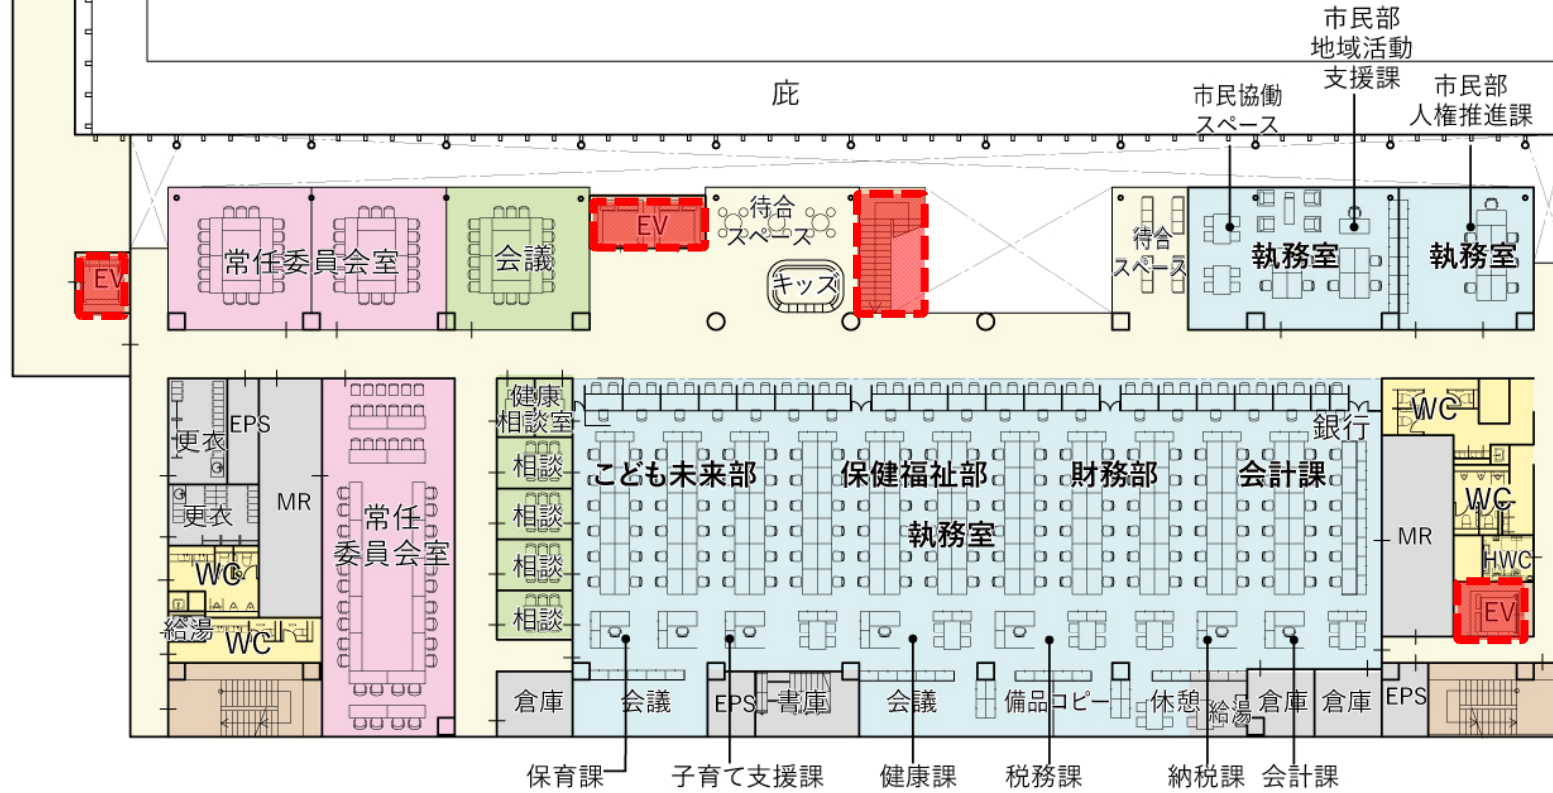 市民部
地域活動
支援課
市民協働
スペース
市民部
人権推進課
庇
EV
常任委員会室
会議
EV
待合
スペース
キッズ
待合
スペース
執務室
執務室
更衣
EPS
更衣
MR
WC
給湯
WC
常任
委員会室
健康
相談室
相談
相談
相談
相談
こども未来部
保健福祉部
財務部
会計課
執務室
銀行
WC
WC
MR
HWC
EV
倉庫
会議
EPS
書庫
会議
備品コピー
休憩
給湯
倉庫
倉庫
EPS
保育課
子育て支援課
健康課
税務課
納税課
会計課